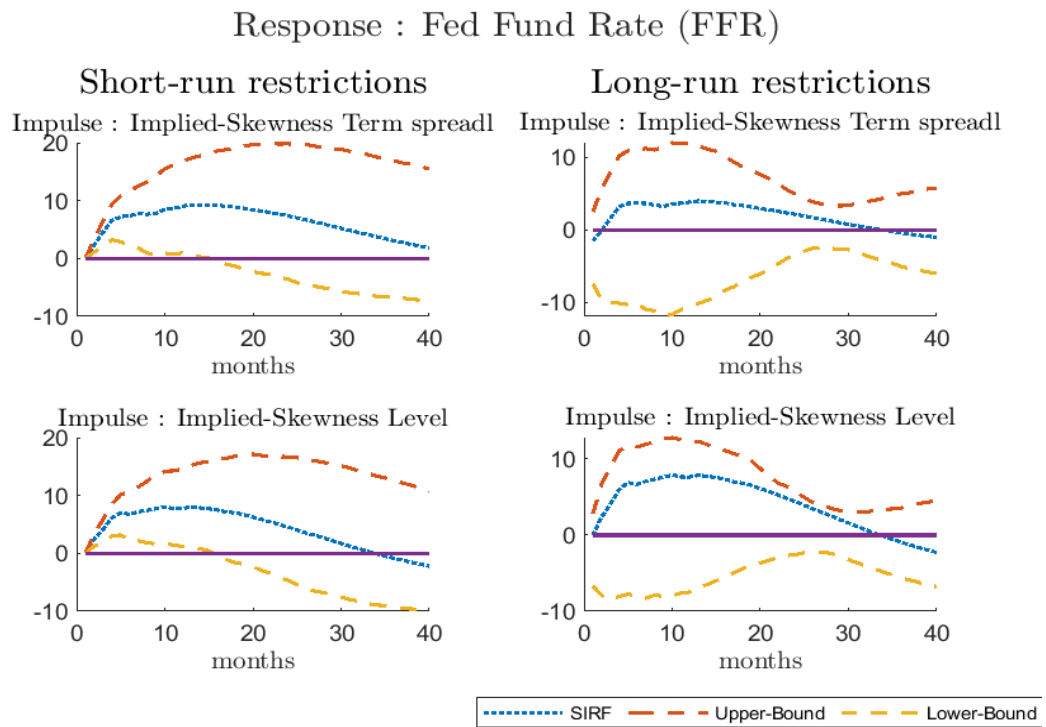 Response : Fed Fund Rate (FFR)
Short-run restrictions
Long-run restrictions
Impulse : Implied-Skewness Term spreadl
20
10
0
-10
0 10 20 30 40
months
Impulse : Implied-Skewness Term spreadl
10
0
-10
0 10 20 30 40
months
Impulse : Implied-Skewness Level
20
10
0
-10
0 10 20 30 40
months
Impulse : Implied-Skewness Level
10
0
-10
0 10 20 30 40
months
SIRF Upper-Bound Lower-Bound